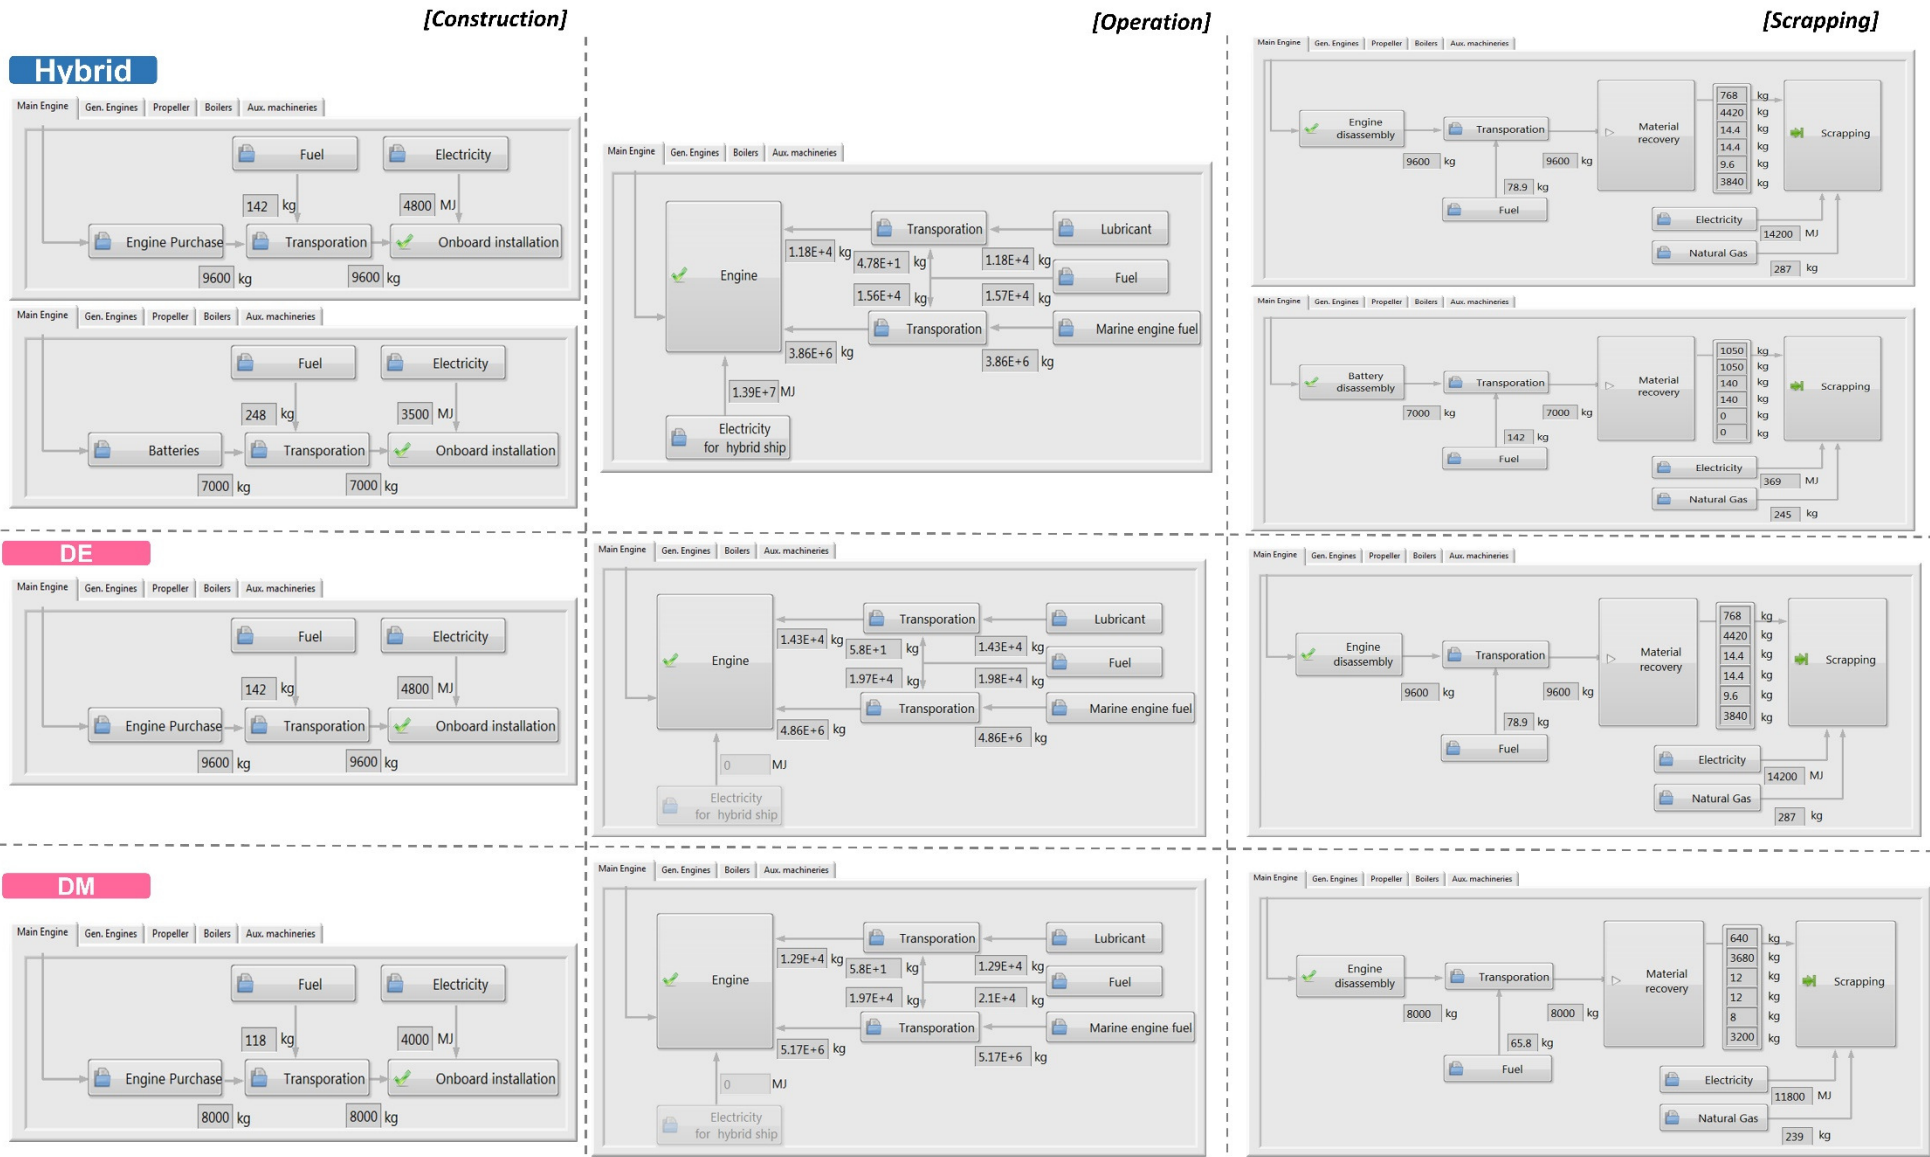 [Construction]
[Operation]
[Scrapping]
Hybrid
Main Engine Gen. Engines Propeller Boilers Aux. machineries
Fuel Electricity
142 kg 4800 MJ
Engine Purchase Transporation Onboard installation
9600 kg 9600 kg
Main Engine Gen. Engines Propeller Boilers Aux. machineries
Fuel Electricity
248 kg 3500 MJ
Batteries Transporation Onboard installation
7000 kg 7000 kg
Main Engine Gen. Engines Boilers Aux. machineries
Transporation Lubricant
1.18E+4 kg 4.78E+1 kg 1.18E+4 kg
Engine Fuel
1.56E+4 kg 1.57E+4 kg
Transporation Marine engine fuel
3.86E+6 kg 3.86E+6 kg
1.39E+7 MJ
Electricity
for hybrid ship
Main Engine Gen. Engines Propeller Boilers Aux. machineries
Engine
disassembly
Transporation
Material
recovery
Scrapping
9600 kg 9600 kg
78.9 kg
Fuel
768 kg
4420 kg
14.4 kg
14.4 kg
9.6 kg
3840 kg
Electricity
14200 MJ
Natural Gas
287 kg
Main Engine Gen. Engines Propeller Boilers Aux. machineries
Battery
disassembly
Transporation
Material
recovery
Scrapping
7000 kg 7000 kg
142 kg
Fuel
1050 kg
1050 kg
140 kg
140 kg
0 kg
0 kg
Electricity
369 MJ
Natural Gas
245 kg
DE
Main Engine Gen. Engines Propeller Boilers Aux. machineries
Fuel Electricity
142 kg 4800 MJ
Engine Purchase Transporation Onboard installation
9600 kg 9600 kg
Main Engine Gen. Engines Boilers Aux. machineries
Transporation Lubricant
1.43E+4 kg 5.8E+1 kg 1.43E+4 kg
Engine Fuel
1.97E+4 kg 1.98E+4 kg
Transporation Marine engine fuel
4.86E+6 kg 4.86E+6 kg
0 MJ
Electricity
for hybrid ship
Main Engine Gen. Engines Propeller Boilers Aux. machineries
Engine
disassembly
Transporation
Material
recovery
Scrapping
9600 kg 9600 kg
78.9 kg
Fuel
768 kg
4420 kg
14.4 kg
14.4 kg
9.6 kg
3840 kg
Electricity
14200 MJ
Natural Gas
287 kg
DM
Main Engine Gen. Engines Propeller Boilers Aux. machineries
Fuel Electricity
118 kg 4000 MJ
Engine Purchase Transporation Onboard installation
8000 kg 8000 kg
Main Engine Gen. Engines Boilers Aux. machineries
Transporation Lubricant
1.29E+4 kg 5.8E+1 kg 1.29E+4 kg
Engine Fuel
1.97E+4 kg 2.1E+4 kg
Transporation Marine engine fuel
5.17E+6 kg 5.17E+6 kg
0 MJ
Electricity
for hybrid ship
Main Engine Gen. Engines Propeller Boilers Aux. machineries
Engine
disassembly
Transporation
Material
recovery
Scrapping
8000 kg 8000 kg
65.8 kg
Fuel
640 kg
3680 kg
12 kg
12 kg
8 kg
3200 kg
Electricity
11800 MJ
Natural Gas
239 kg